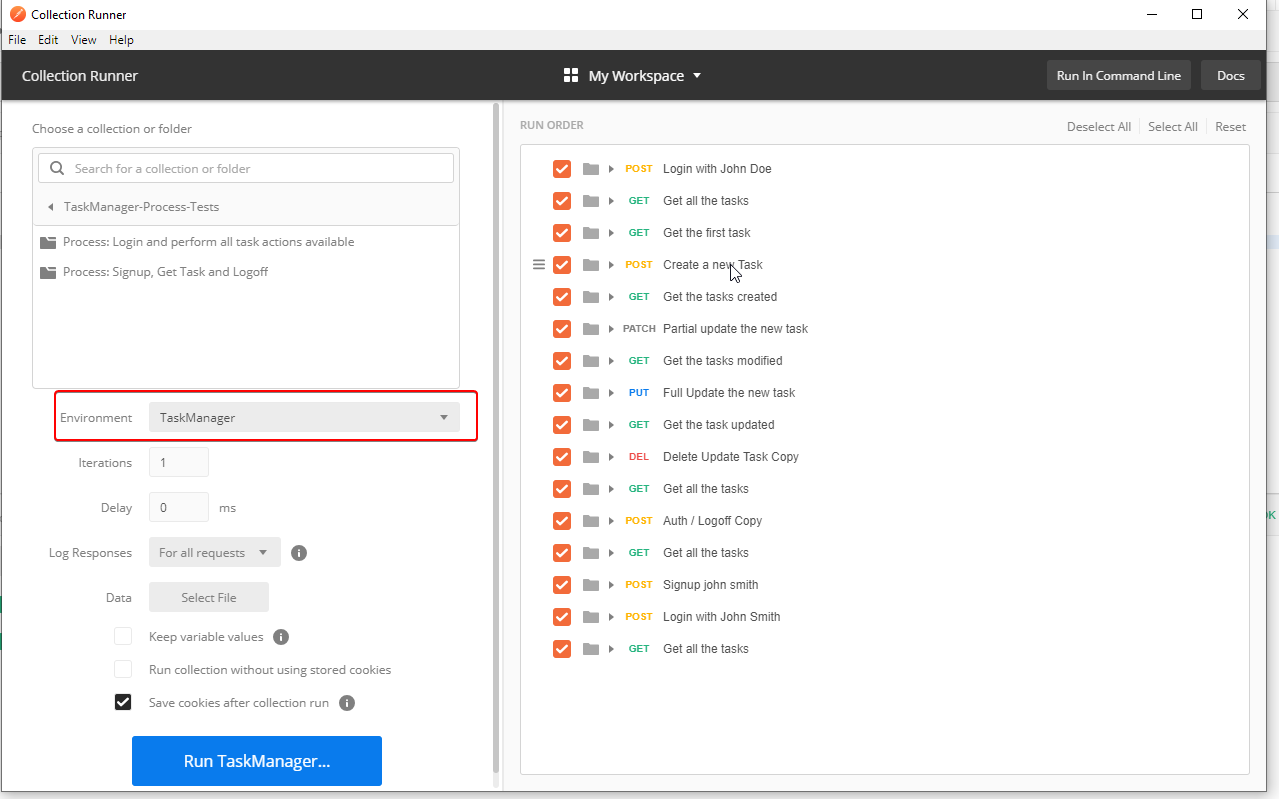 Collection Runner
File Edit View Help
Collection Runner
My Workspace
Run In Command Line
Docs
Choose a collection or folder
Search for a collection or folder
TaskManager-Process-Tests
Process: Login and perform all task actions available
Process: Signup, Get Task and Logoff
Environment TaskManager
Iterations 1
Delay 0 ms
Log Responses For all requests
Data Select File
Keep variable values
Run collection without using stored cookies
Save cookies after collection run
Run TaskManager...
RUN ORDER
Deselect All Select All Reset
POST Login with John Doe
GET Get all the tasks
GET Get the first task
POST Create a new Task
GET Get the tasks created
PATCH Partial update the new task
GET Get the tasks modified
PUT Full Update the new task
GET Get the task updated
DEL Delete Update Task Copy
GET Get all the tasks
POST Auth / Logoff Copy
GET Get all the tasks
POST Signup john smith
POST Login with John Smith
GET Get all the tasks